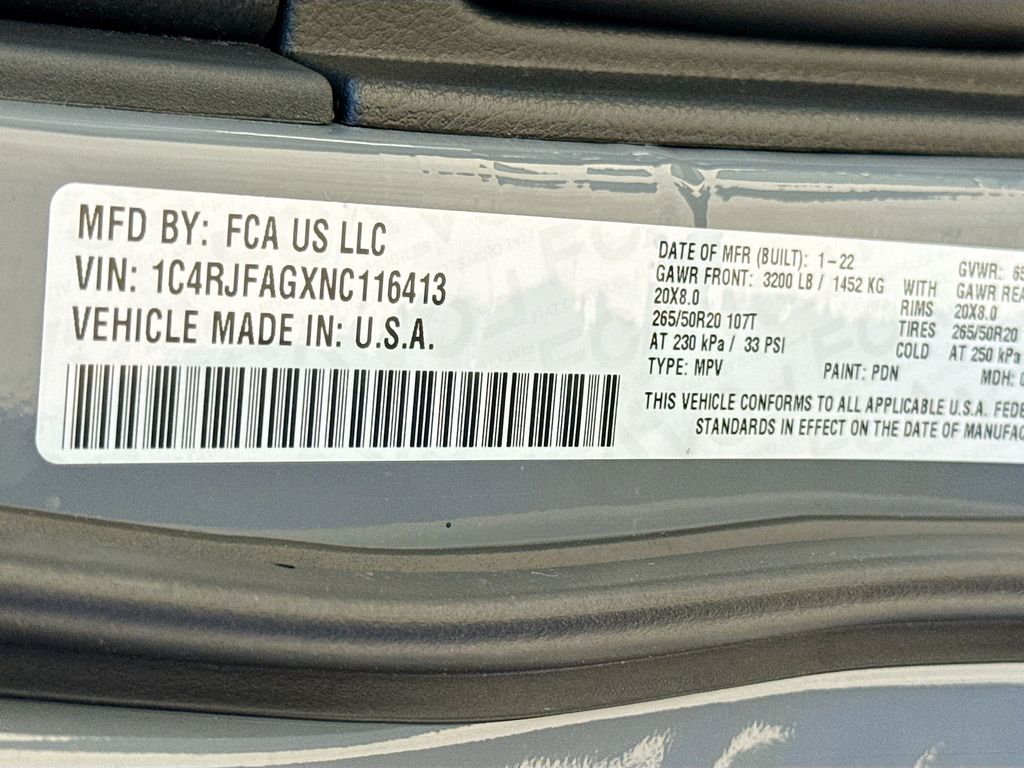 MFD BY: FCA US LLC
VIN: 1C4RJFAGXNC116413
VEHICLE MADE IN: U.S.A.
DATE OF MFR (BUILT): 1-22 GVWR:
GAWR FRONT: 3200 LB / 1452 KG WITH GAWR
20X8.0 RIMS 20X8.0
265/50R20 107T TIRES 265/50R20
AT 230 kPa / 33 PSI COLD AT 250 kPa
TYPE: MPV PAINT: PDN MDH:
THIS VEHICLE CONFORMS TO ALL APPLICABLE U.S.A.
STANDARDS IN EFFECT ON THE DATE OF